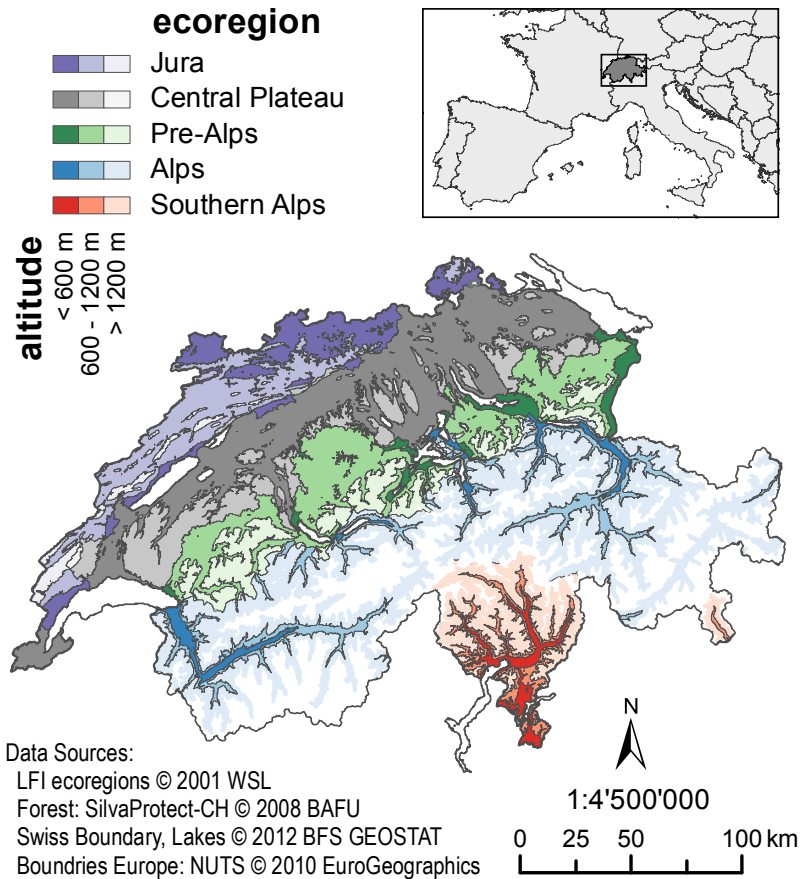 ecoregion
Jura
Central Plateau
Pre-Alps
Alps
Southern Alps
altitude
< 600 m
600 - 1200 m
> 1200 m
N
1:4'500'000
0 25 50 100 km
Data Sources:
LFI ecoregions © 2001 WSL
Forest: SilvaProtect-CH © 2008 BAFU
Swiss Boundary, Lakes © 2012 BFS GEOSTAT
Boundries Europe: NUTS © 2010 EuroGeographics